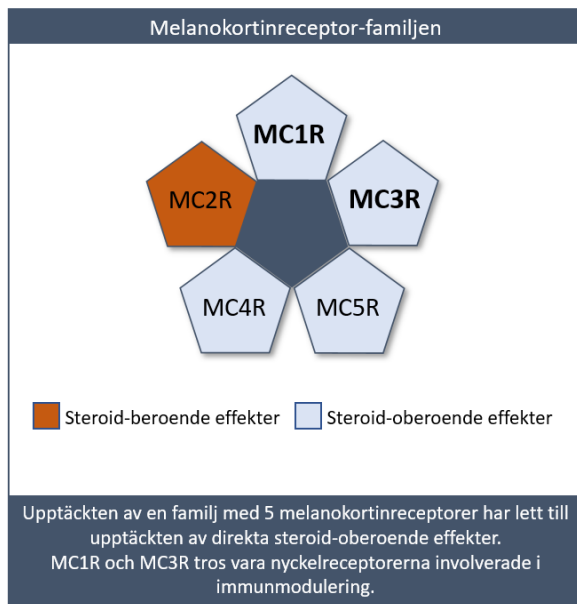 Melanokortinreceptor-familjen
MC1R
MC2R
MC3R
MC4R
MC5R
Steroid-beroende effekter
Steroid-oberoende effekter
Upptäckten av en familj med 5 melanokortinreceptorer har lett till
upptäckten av direkta steroid-oberoende effekter.
MC1R och MC3R tros vara nyckelreceptorerna involverade i
immunmodulering.